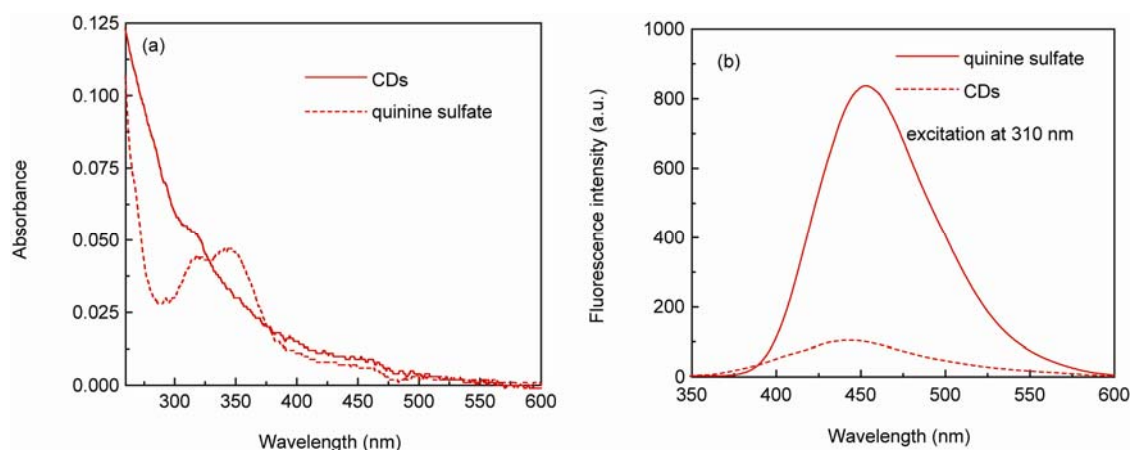 (a)
CDs
quinine sulfate
Absorbance
0.125
0.100
0.075
0.050
0.025
0.000
300 350 400 450 500 550 600
Wavelength (nm)
(b)
quinine sulfate
CDs
excitation at 310 nm
Fluorescence intensity (a.u.)
1000
800
600
400
200
0
350 400 450 500 550 600
Wavelength (nm)